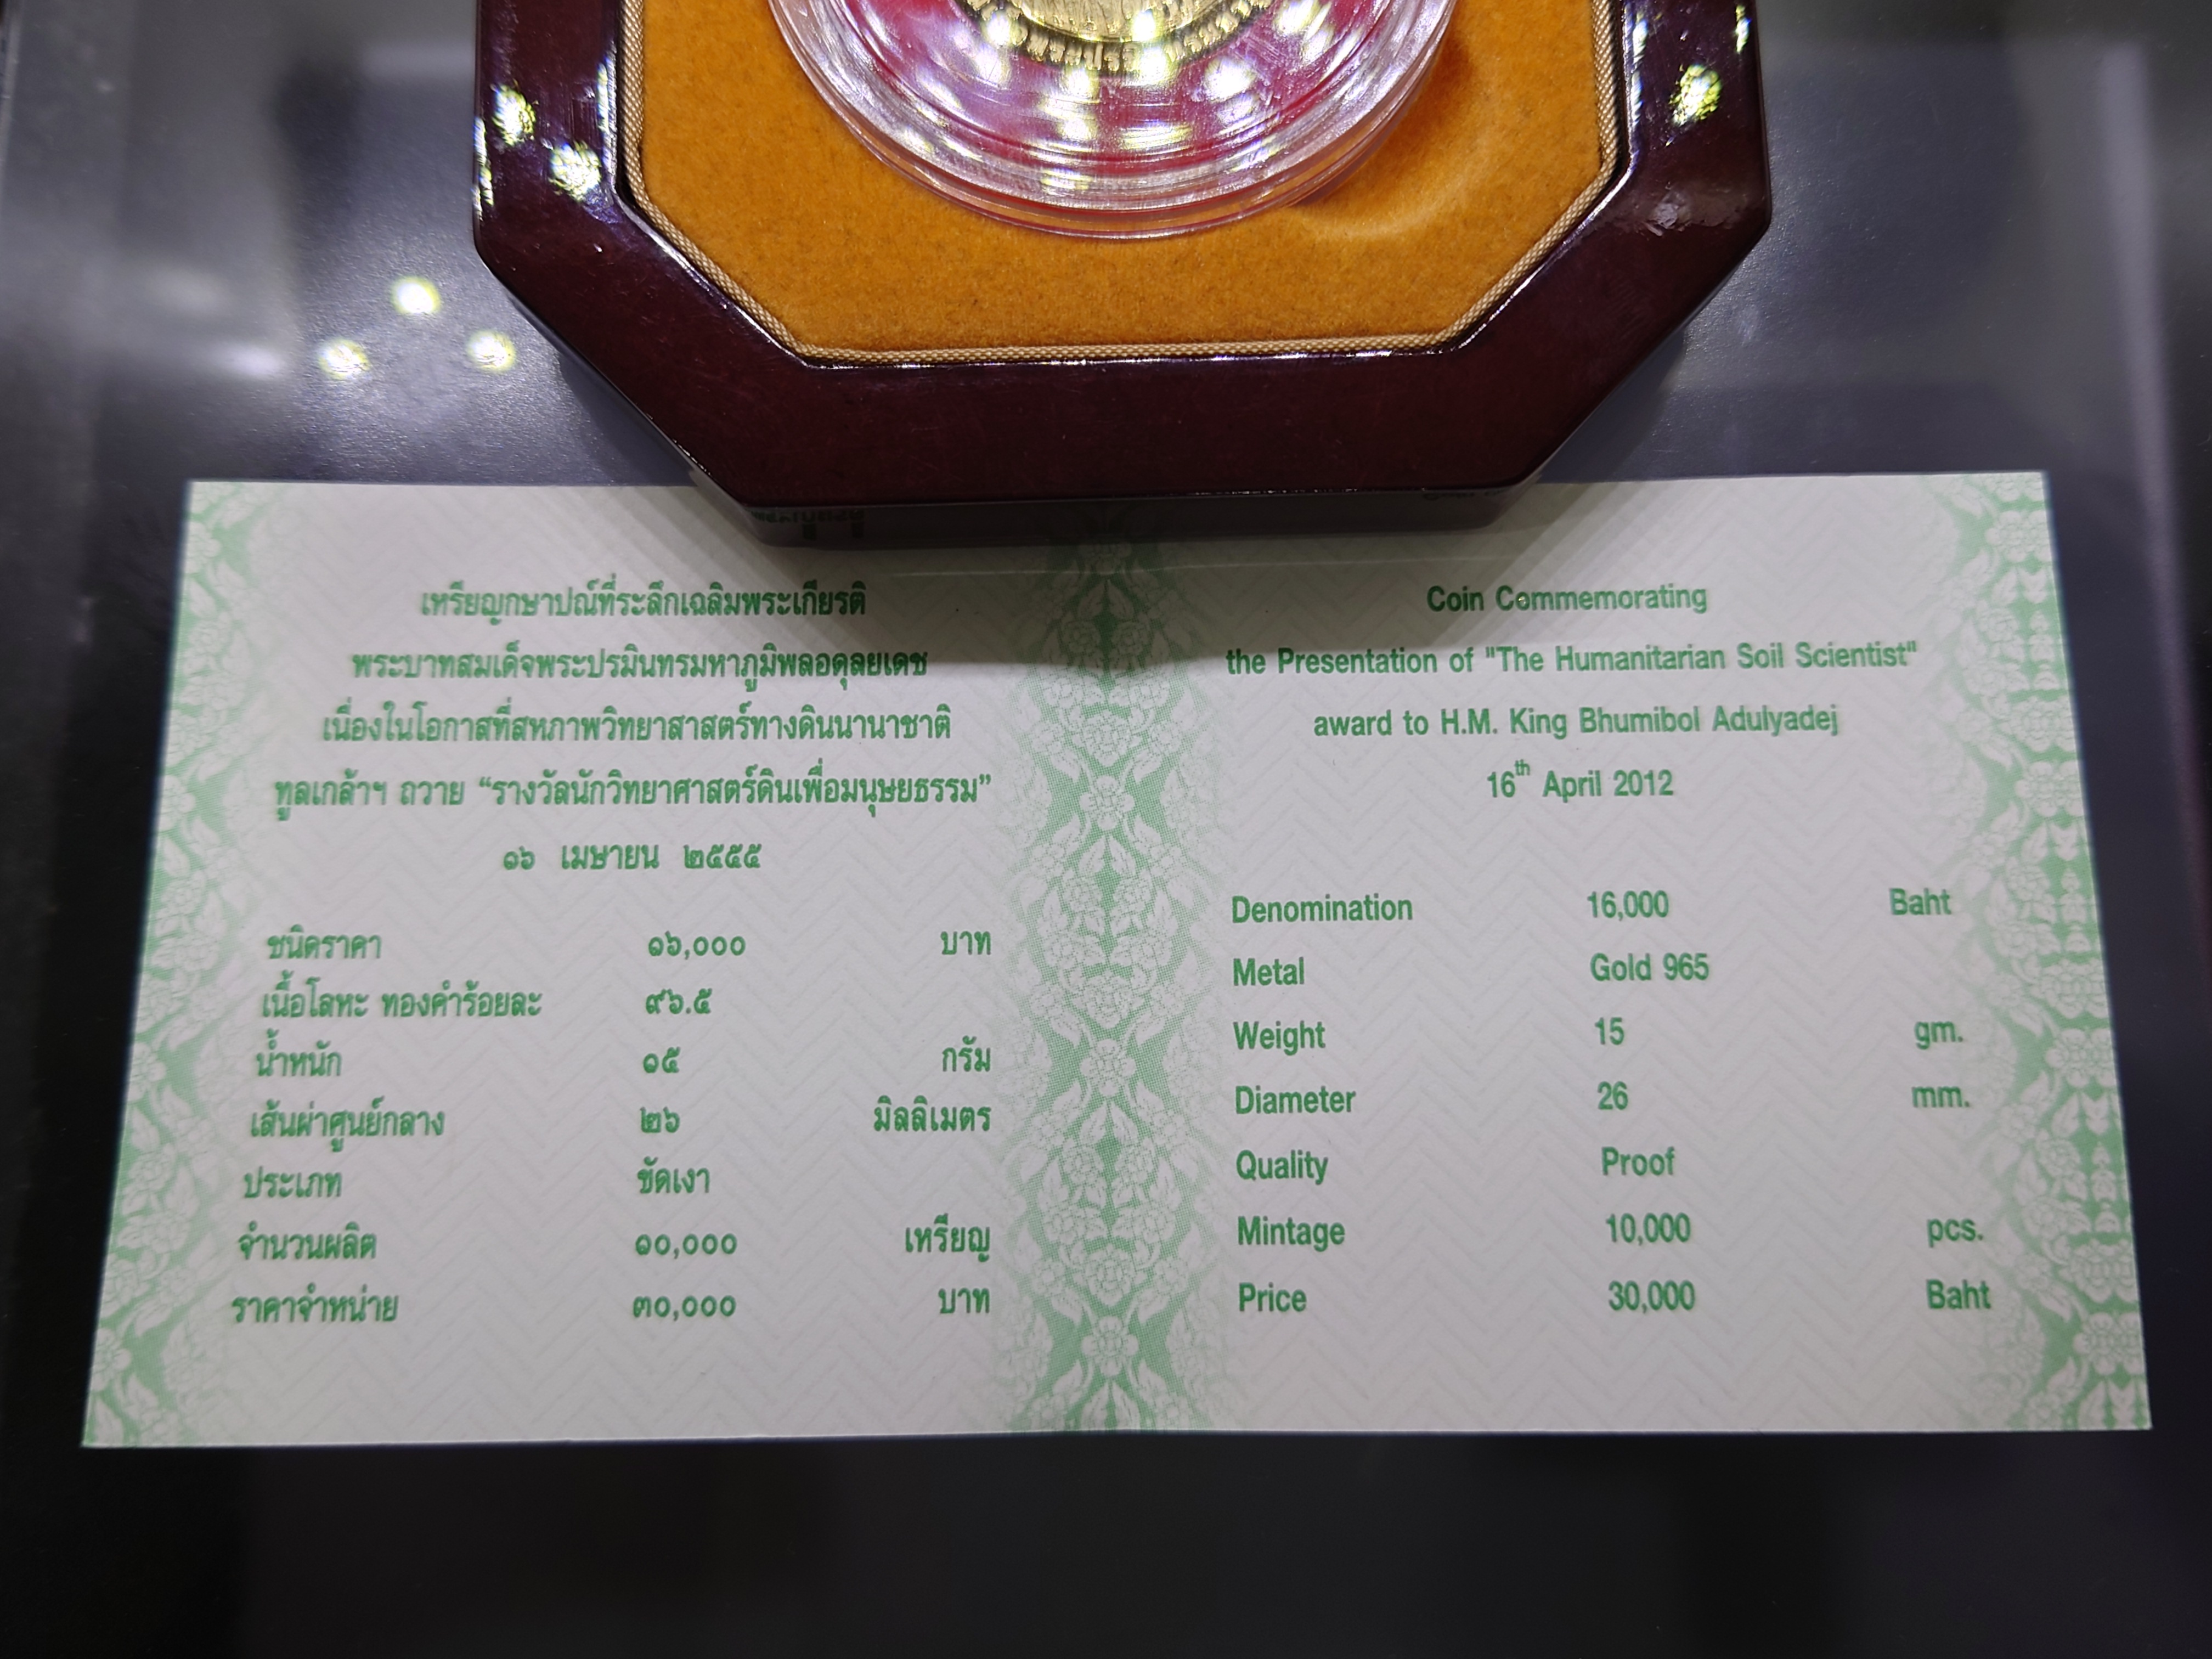 เหรียญกษาปณ์ที่ระลึกเฉลิมพระเกียรติ
พระบาทสมเด็จพระปรมินทรมหาภูมิพลอดุลยเดช
เนื่องในโอกาสที่สหภาพวิทยาสาสตร์ทางดินนานาชาติ
ทูลเกล้าฯ ถวาย “รางวัลนักวิทยาศาสตร์ดินเพื่อมนุษยธรรม”
๑๖ เมษายน ๒๕๕๕
ชนิดราคา ๑๖,๐๐๐ บาท
เนื้อโลหะ ทองคำร้อยละ ๙๖.๕
น้ำหนัก ๑๕ กรัม
เส้นผ่าศูนย์กลาง ๒๖ มิลลิเมตร
ประเภท ขัดเงา
จำนวนผลิต ๑๐,๐๐๐ เหรียญ
ราคาจำหน่าย ๓๐,๐๐๐ บาท
Coin Commemorating
the Presentation of "The Humanitarian Soil Scientist"
award to H.M. King Bhumibol Adulyadej
16th April 2012
Denomination 16,000 Baht
Metal Gold 965
Weight 15 gm.
Diameter 26 mm.
Quality Proof
Mintage 10,000 pcs.
Price 30,000 Baht